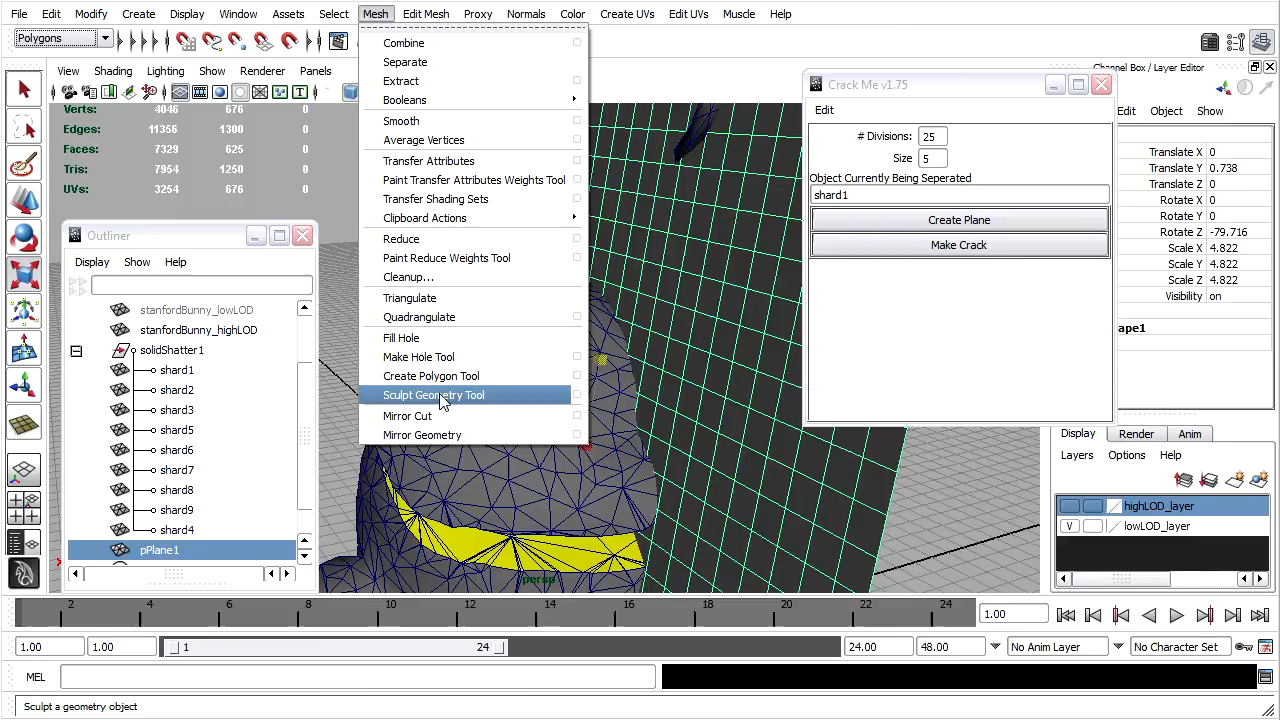 File Edit Modify Create Display Window Assets Select Mesh Edit Mesh Proxy Normals Color Create UVs Edit UVs Muscle Help
Polygons
View Shading Lighting Show Renderer Panels
Verts: 4046 676 0
Edges: 11356 1300 0
Faces: 7329 625 0
Tris: 7954 1250 0
UVs: 3254 676 0
Outliner
Display Show Help
stanfordBunny_lowLOD
stanfordBunny_highLOD
solidShatter1
shard1
shard2
shard3
shard5
shard6
shard7
shard8
shard9
shard4
pPlane1
Combine
Separate
Extract
Booleans
Smooth
Average Vertices
Transfer Attributes
Paint Transfer Attributes Weights Tool
Transfer Shading Sets
Clipboard Actions
Reduce
Paint Reduce Weights Tool
Cleanup...
Triangulate
Quadrangulate
Fill Hole
Make Hole Tool
Create Polygon Tool
Sculpt Geometry Tool
Mirror Cut
Mirror Geometry
persp
Crack Me v1.75
Edit
# Divisions: 25
Size 5
Object Currently Being Seperated
shard1
Create Plane
Make Crack
Channel Box / Layer Editor
Edit Object Show
Translate X 0
Translate Y 0.738
Translate Z 0
Rotate X 0
Rotate Y 0
Rotate Z -79.716
Scale X 4.822
Scale Y 4.822
Scale Z 4.822
Visibility on
ape1
Display Render Anim
Layers Options Help
highLOD_layer
V lowLOD_layer
2 4 6 8 10 12 14 16 18 20 22 24
1.00
1.00 1.00 1 24 24.00 48.00 No Anim Layer No Character Set
MEL
Sculpt a geometry object